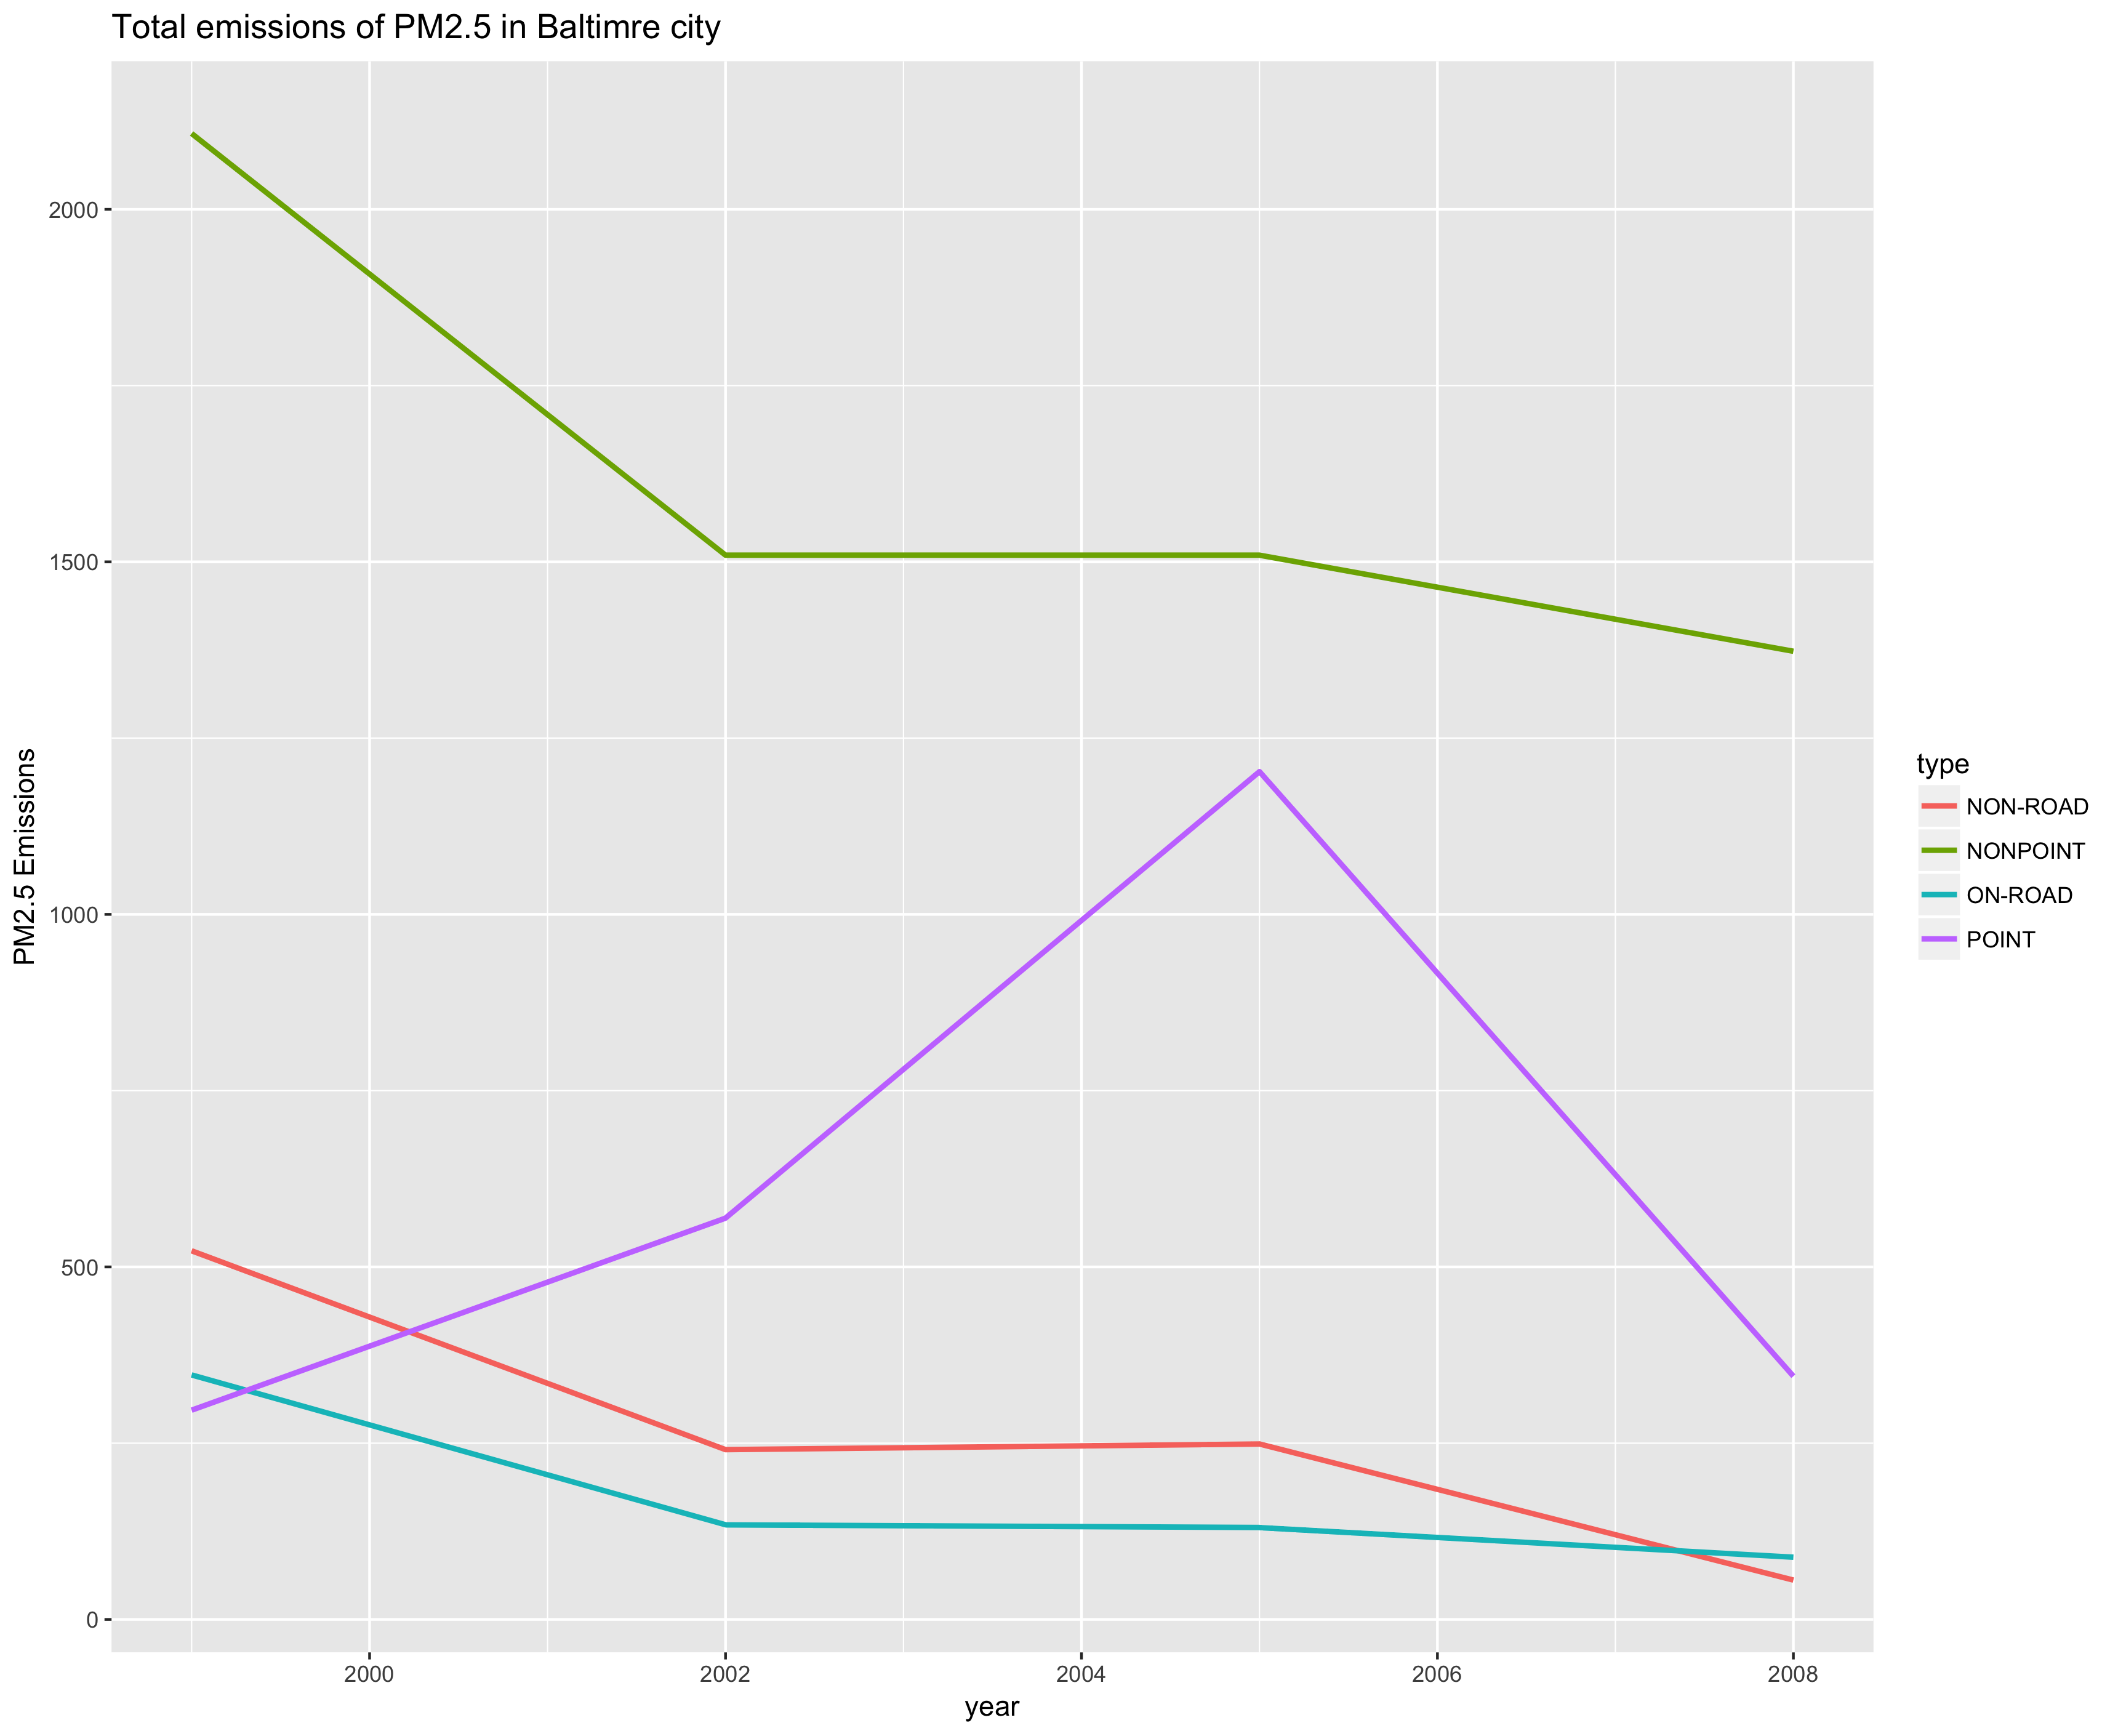 Total emissions of PM2.5 in Baltimre city
PM2.5 Emissions
2000
1500
1000
500
0
2000
2002
2004
2006
2008
year
type
NON-ROAD
NONPOINT
ON-ROAD
POINT